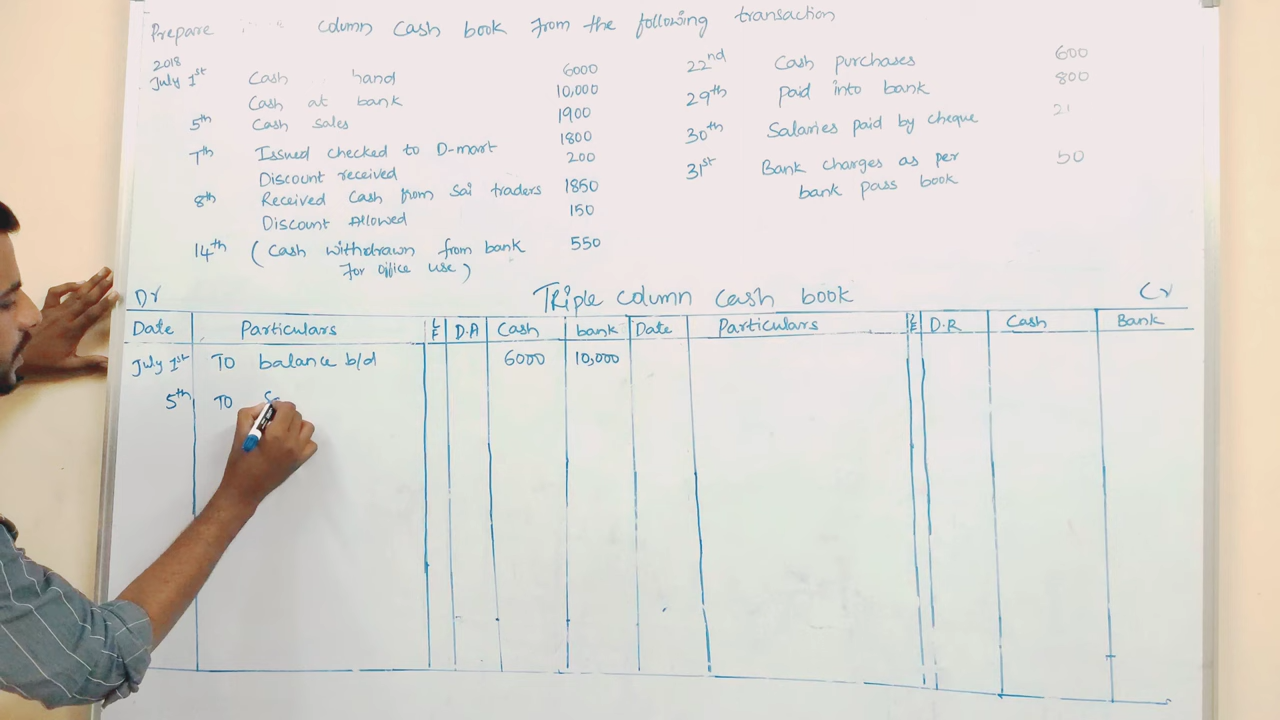 Prepare column cash book from the following transaction
2018
July 1st Cash hand 6000
Cash at bank 10,000
5th Cash sales 1900
7th Issued checked to D-mart 1800
Discount received 200
8th Received Cash from Sai traders 1850
Discount Allowed 150
14th (Cash withdrawn from bank 550
for office use)
22nd Cash purchases 600
29th paid into bank 800
30th Salaries paid by cheque
31st Bank charges as per 50
bank pass book
Dr Triple column cash book Cr
Date Particulars L.F D.A Cash bank Date Particulars L.F D.R Cash Bank
July 1st TO balance b/d 6000 10,000
5th TO